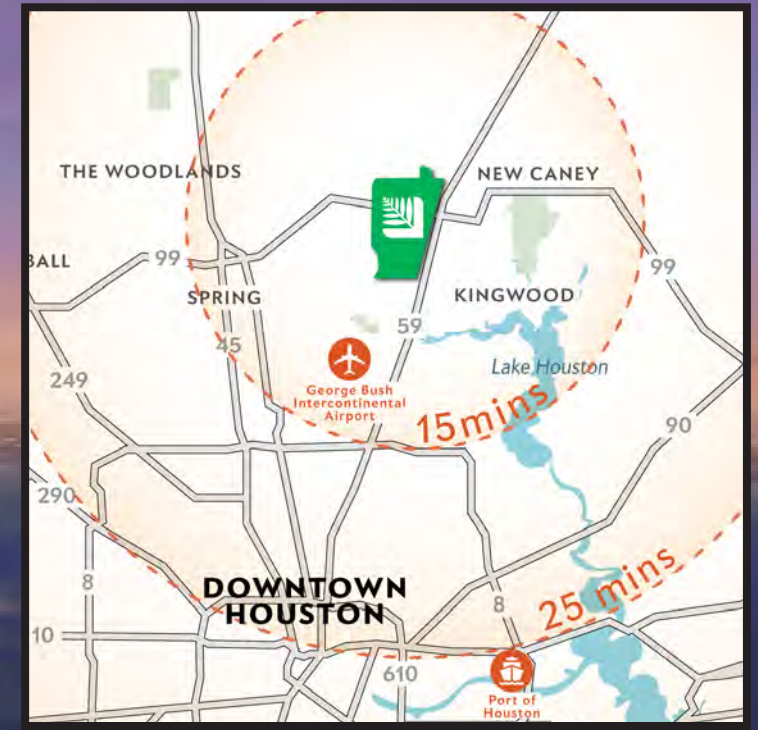 THE WOODLANDS
NEW CANEY
BALL
99
99
SPRING
KINGWOOD
59
45
Lake Houston
249
George Bush
Intercontinental
Airport
15mins
90
290
DOWNTOWN
HOUSTON
8
8
25 mins
10
610
Port of
Houston